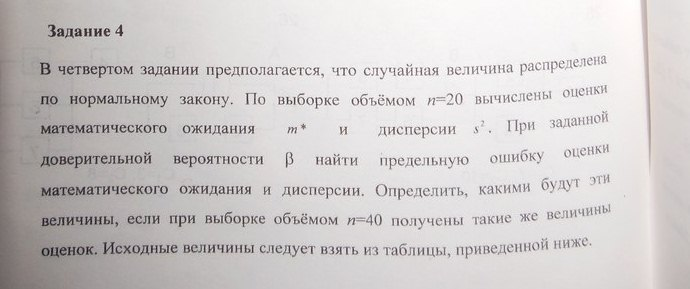 Задание 4
В четвертом задании предполагается, что случайная величина распределена
по нормальному закону. По выборке объёмом n=20 вычислены оценки
математического ожидания m* и дисперсии s². При заданной
доверительной вероятности β найти предельную ошибку оценки
математического ожидания и дисперсии. Определить, какими будут эти
величины, если при выборке объёмом n=40 получены такие же величины
оценок. Исходные величины следует взять из таблицы, приведенной ниже.